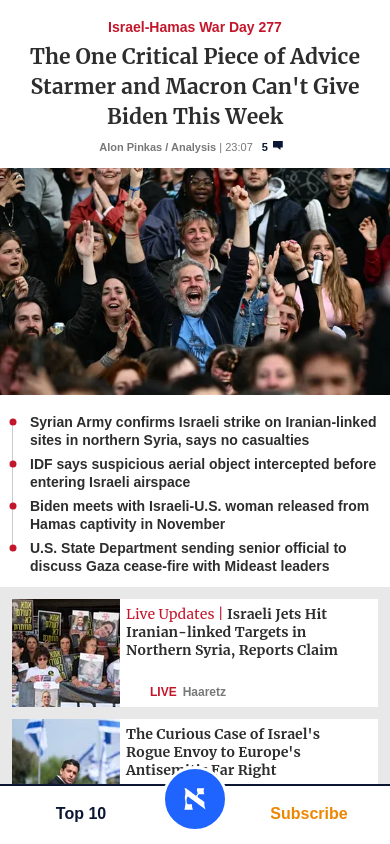 Israel-Hamas War Day 277
The One Critical Piece of Advice
Starmer and Macron Can't Give
Biden This Week
Alon Pinkas / Analysis | 23:07 5
Syrian Army confirms Israeli strike on Iranian-linked
sites in northern Syria, says no casualties
IDF says suspicious aerial object intercepted before
entering Israeli airspace
Biden meets with Israeli-U.S. woman released from
Hamas captivity in November
U.S. State Department sending senior official to
discuss Gaza cease-fire with Mideast leaders
Live Updates | Israeli Jets Hit
Iranian-linked Targets in
Northern Syria, Reports Claim
LIVE Haaretz
The Curious Case of Israel's
Rogue Envoy to Europe's
Antisemitic Far Right
Top 10
Subscribe